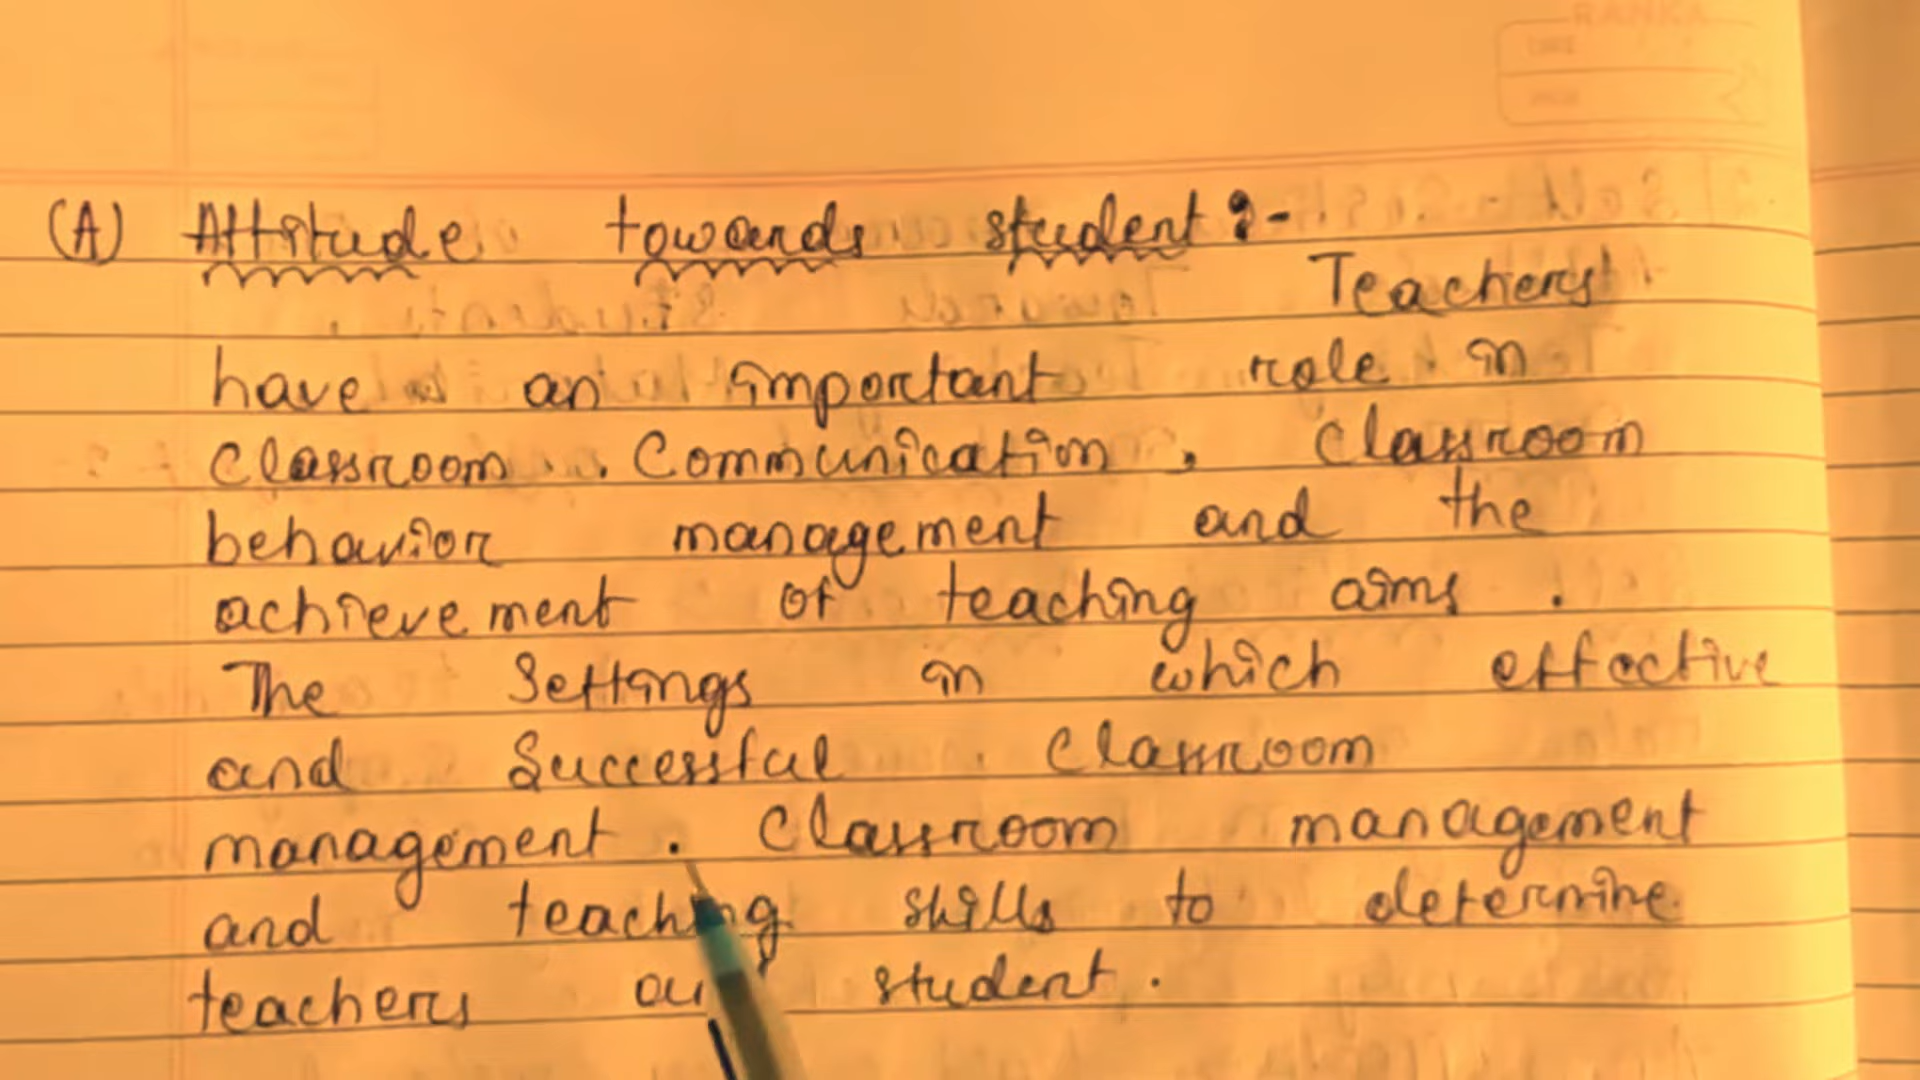 RANKA
(A) Attitude towards student :-
Teachers
have an important role in
classroom . Communication , classroom
behavior management and the
achievement of teaching aims .
The Settings in which effective
and Successful classroom
management . classroom management
and teaching skills to determine
teachers student .